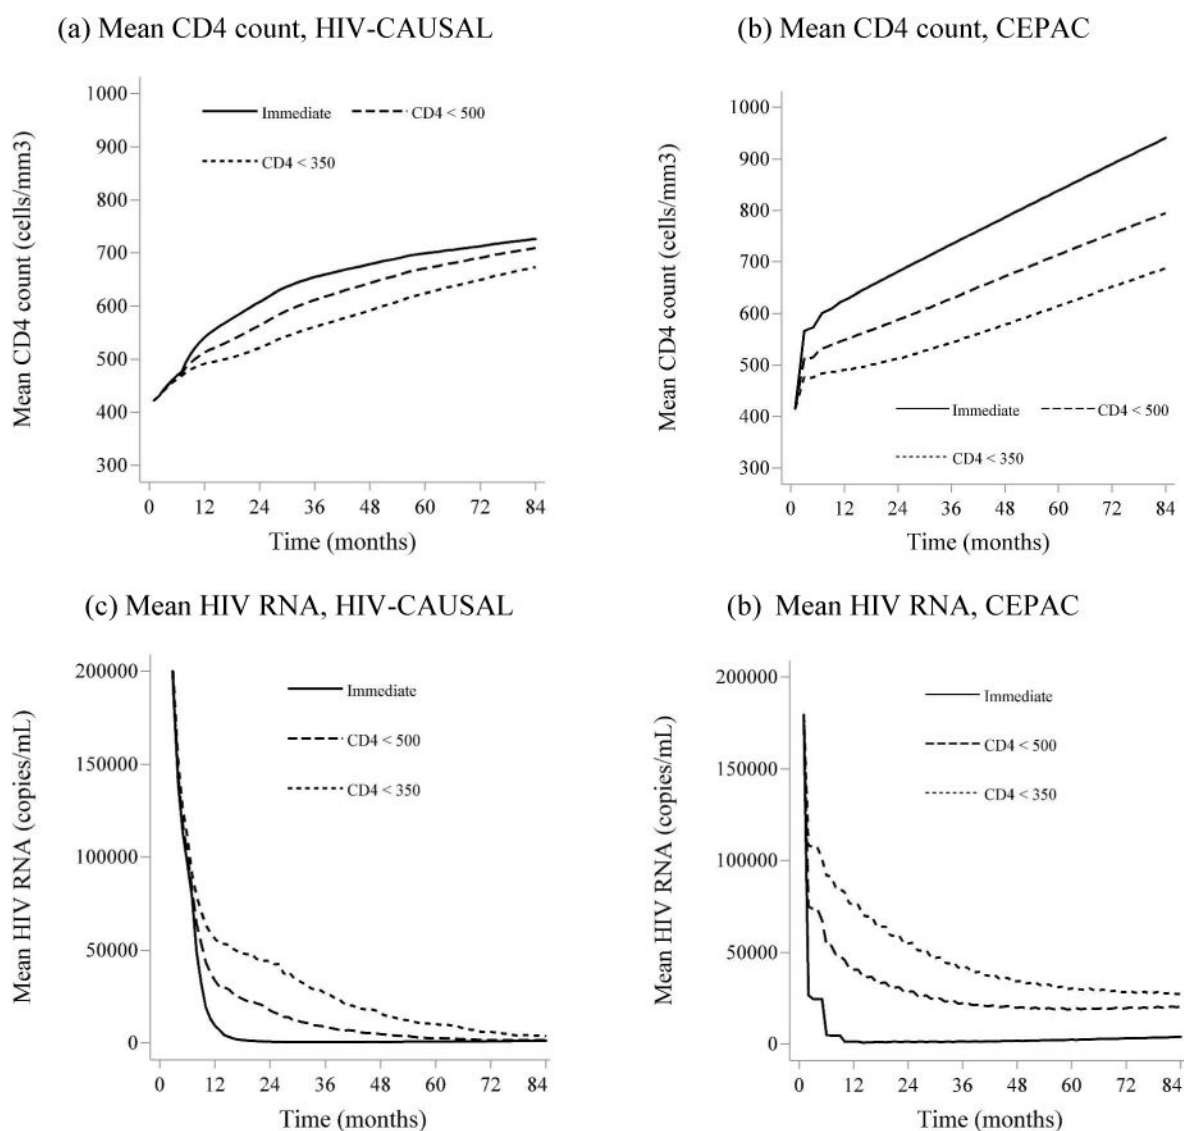 (a) Mean CD4 count, HIV-CAUSAL
Mean CD4 count (cells/mm3)
1000
900
800
700
600
500
400
300
Immediate
CD4 < 500
CD4 < 350
0 12 24 36 48 60 72 84
Time (months)
(b) Mean CD4 count, CEPAC
Mean CD4 count (cells/mm3)
1000
900
800
700
600
500
400
300
Immediate
CD4 < 500
CD4 < 350
0 12 24 36 48 60 72 84
Time (months)
(c) Mean HIV RNA, HIV-CAUSAL
Mean HIV RNA (copies/mL)
200000
150000
100000
50000
0
Immediate
CD4 < 500
CD4 < 350
0 12 24 36 48 60 72 84
Time (months)
(b) Mean HIV RNA, CEPAC
Mean HIV RNA (copies/mL)
200000
150000
100000
50000
0
Immediate
CD4 < 500
CD4 < 350
0 12 24 36 48 60 72 84
Time (months)